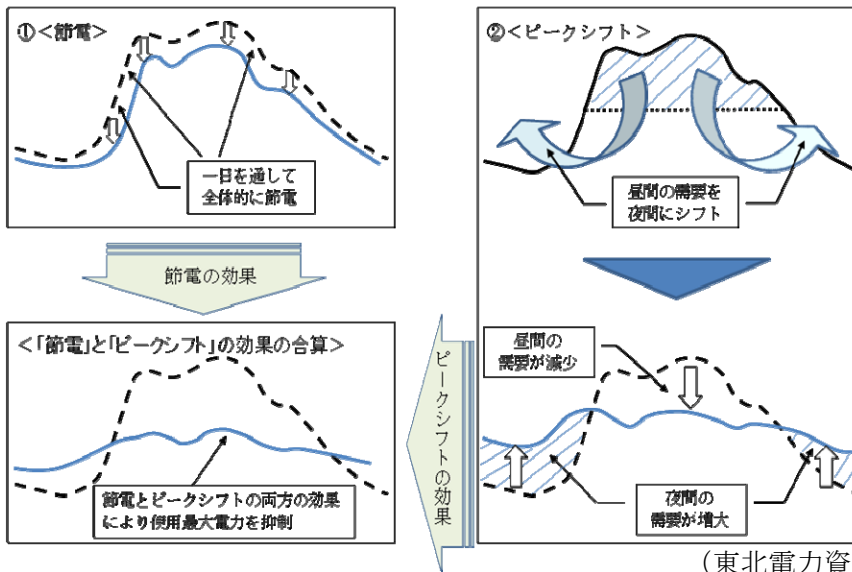 ①<節電>
一日を通して
全体的に節電
節電の効果
<「節電」と「ピークシフト」の効果の合算>
節電とピークシフトの両方の効果
により使用最大電力を抑制
②<ピークシフト>
昼間の需要を
夜間にシフト
昼間の
需要が減少
夜間の
需要が増大
ピークシフトの効果
(東北電力資